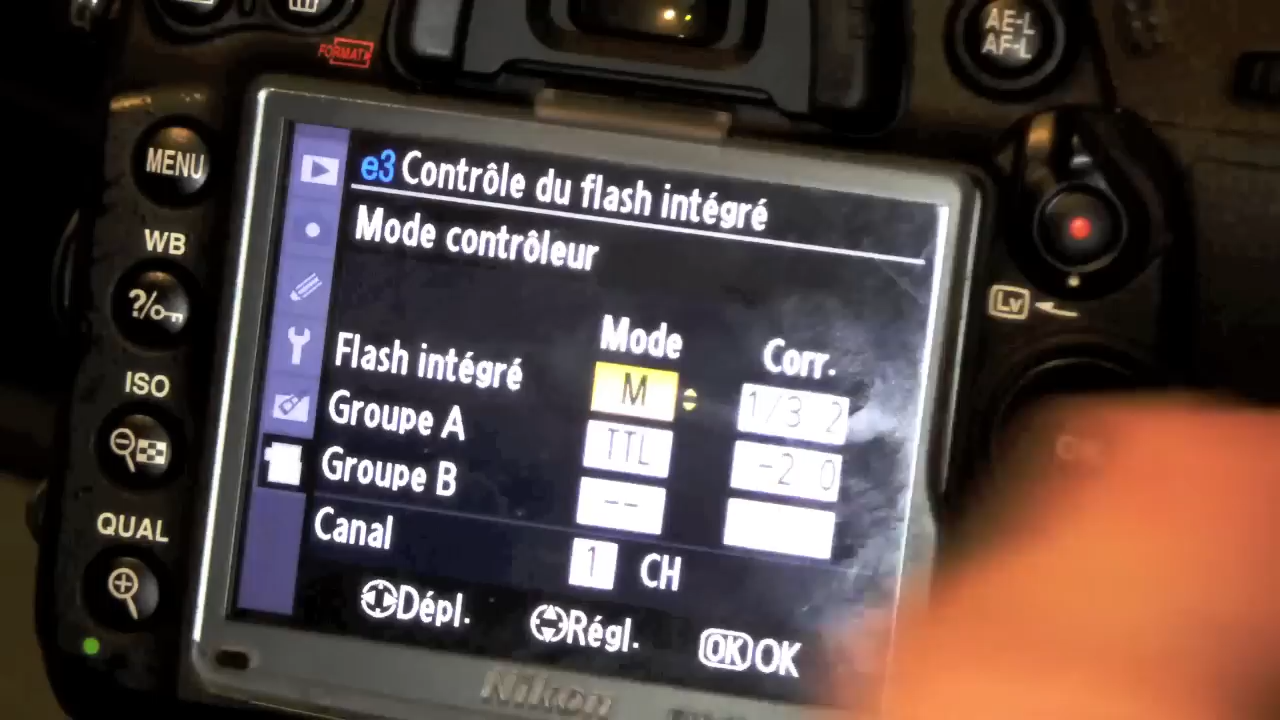 AE-L
AF-L
FORMAT
MENU
WB
?
ISO
QUAL
e3 Contrôle du flash intégré
Mode contrôleur
Mode Corr.
Flash intégré M 1/3 2
Groupe A TTL -2 0
Groupe B --
Canal 1 CH
Dépl. Régl. OK OK
Lv
Nikon